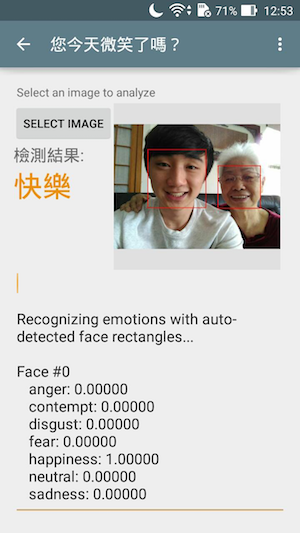 71% 12:53
您今天微笑了嗎？
Select an image to analyze
SELECT IMAGE
檢測結果:
快樂
Recognizing emotions with auto-
detected face rectangles...
Face #0
anger: 0.00000
contempt: 0.00000
disgust: 0.00000
fear: 0.00000
happiness: 1.00000
neutral: 0.00000
sadness: 0.00000